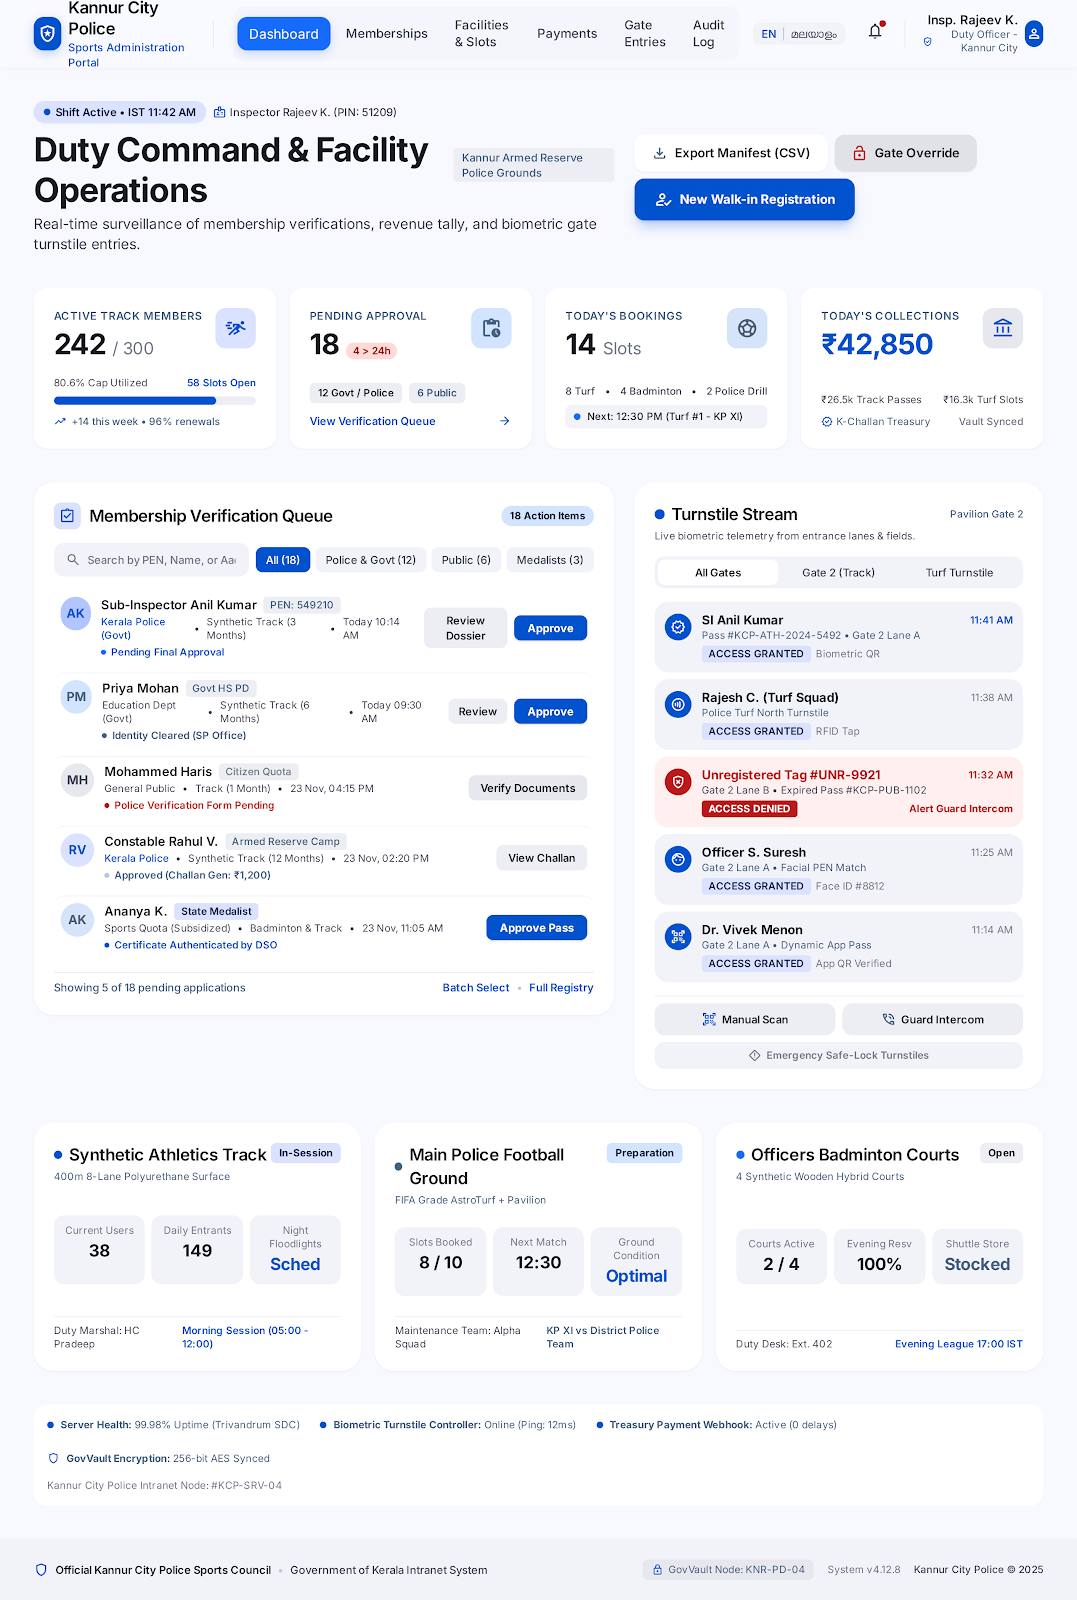 Kannur City
Police
Sports Administration
Portal
Dashboard
Memberships
Facilities
& Slots
Payments
Gate
Entries
Audit
Log
EN | മലയാളം
Insp. Rajeev K.
Duty Officer -
Kannur City
Shift Active • IST 11:42 AM
Inspector Rajeev K. (PIN: 51209)
Duty Command & Facility
Operations
Kannur Armed Reserve
Police Grounds
Real-time surveillance of membership verifications, revenue tally, and biometric gate
turnstile entries.
Export Manifest (CSV)
Gate Override
New Walk-in Registration
ACTIVE TRACK MEMBERS
242 / 300
80.6% Cap Utilized
58 Slots Open
+14 this week • 96% renewals
PENDING APPROVAL
18
4 > 24h
12 Govt / Police
6 Public
View Verification Queue
TODAY'S BOOKINGS
14 Slots
8 Turf • 4 Badminton • 2 Police Drill
Next: 12:30 PM (Turf #1 - KP XI)
TODAY'S COLLECTIONS
₹42,850
₹26.5k Track Passes
₹16.3k Turf Slots
K-Challan Treasury
Vault Synced
Membership Verification Queue
18 Action Items
Search by PEN, Name, or Aa
All (18)
Police & Govt (12)
Public (6)
Medalists (3)
AK
Sub-Inspector Anil Kumar
PEN: 549210
Kerala Police
(Govt)
• Synthetic Track (3
Months)
• Today 10:14
AM
Pending Final Approval
Review
Dossier
Approve
PM
Priya Mohan
Govt HS PD
Education Dept
(Govt)
• Synthetic Track (6
Months)
• Today 09:30
AM
Identity Cleared (SP Office)
Review
Approve
MH
Mohammed Haris
Citizen Quota
General Public • Track (1 Month) • 23 Nov, 04:15 PM
Police Verification Form Pending
Verify Documents
RV
Constable Rahul V.
Armed Reserve Camp
Kerala Police • Synthetic Track (12 Months) • 23 Nov, 02:20 PM
Approved (Challan Gen: ₹1,200)
View Challan
AK
Ananya K.
State Medalist
Sports Quota (Subsidized) • Badminton & Track • 23 Nov, 11:05 AM
Certificate Authenticated by DSO
Approve Pass
Showing 5 of 18 pending applications
Batch Select • Full Registry
Turnstile Stream
Pavilion Gate 2
Live biometric telemetry from entrance lanes & fields.
All Gates
Gate 2 (Track)
Turf Turnstile
SI Anil Kumar
11:41 AM
Pass #KCP-ATH-2024-5492 • Gate 2 Lane A
ACCESS GRANTED
Biometric QR
Rajesh C. (Turf Squad)
11:38 AM
Police Turf North Turnstile
ACCESS GRANTED
RFID Tap
Unregistered Tag #UNR-9921
11:32 AM
Gate 2 Lane B • Expired Pass #KCP-PUB-1102
ACCESS DENIED
Alert Guard Intercom
Officer S. Suresh
11:25 AM
Gate 2 Lane A • Facial PEN Match
ACCESS GRANTED
Face ID #8812
Dr. Vivek Menon
11:14 AM
Gate 2 Lane A • Dynamic App Pass
ACCESS GRANTED
App QR Verified
Manual Scan
Guard Intercom
Emergency Safe-Lock Turnstiles
Synthetic Athletics Track
In-Session
400m 8-Lane Polyurethane Surface
Current Users
38
Daily Entrants
149
Night
Floodlights
Sched
Duty Marshal: HC
Pradeep
Morning Session (05:00 -
12:00)
Main Police Football
Ground
Preparation
FIFA Grade AstroTurf + Pavilion
Slots Booked
8 / 10
Next Match
12:30
Ground
Condition
Optimal
Maintenance Team: Alpha
Squad
KP XI vs District Police
Team
Officers Badminton Courts
Open
4 Synthetic Wooden Hybrid Courts
Courts Active
2 / 4
Evening Resv
100%
Shuttle Store
Stocked
Duty Desk: Ext. 402
Evening League 17:00 IST
Server Health: 99.98% Uptime (Trivandrum SDC)
Biometric Turnstile Controller: Online (Ping: 12ms)
Treasury Payment Webhook: Active (0 delays)
GovVault Encryption: 256-bit AES Synced
Kannur City Police Intranet Node: #KCP-SRV-04
Official Kannur City Police Sports Council • Government of Kerala Intranet System
GovVault Node: KNR-PD-04
System v4.12.8
Kannur City Police © 2025